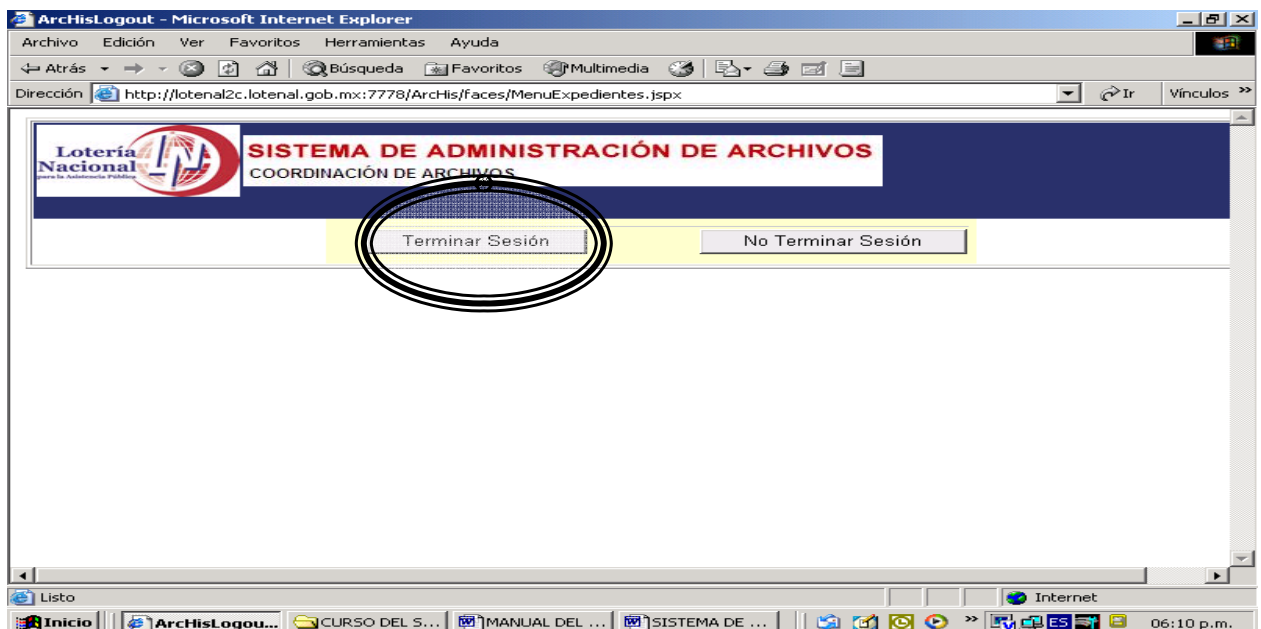 ArcHisLogout - Microsoft Internet Explorer
Archivo Edición Ver Favoritos Herramientas Ayuda
Atrás Búsqueda Favoritos Multimedia
Dirección http://lotenal2c.lotenal.gob.mx:7778/ArcHis/faces/MenuExpedientes.jspx Ir Vínculos »
Lotería
Nacional
para la Asistencia Pública
SISTEMA DE ADMINISTRACIÓN DE ARCHIVOS
COORDINACIÓN DE ARCHIVOS
Terminar Sesión No Terminar Sesión
Listo Internet
Inicio ArcHisLogou... CURSO DEL S... MANUAL DEL ... SISTEMA DE ... » ES 06:10 p.m.